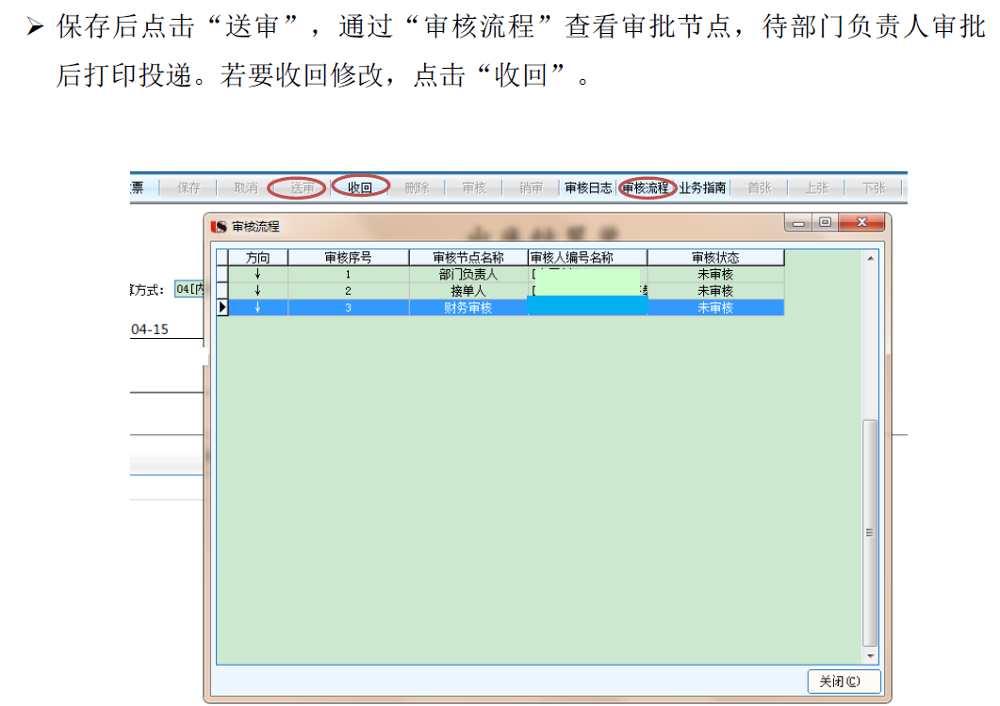 ➢ 保存后点击“送审”，通过“审核流程”查看审批节点，待部门负责人审批
后打印投递。若要收回修改，点击“收回”。
票 保存 取消 送审 收回 删除 审核 销审 审核日志 审核流程 业务指南 首张 上张 下张
审核流程
方向 审核序号 审核节点名称 审核人编号名称 审核状态
↓ 1 部门负责人 [ 未审核
方式： 04[内 ↓ 2 接单人 [ 未审核
↓ 3 财务审核 未审核
04-15
关闭(C)